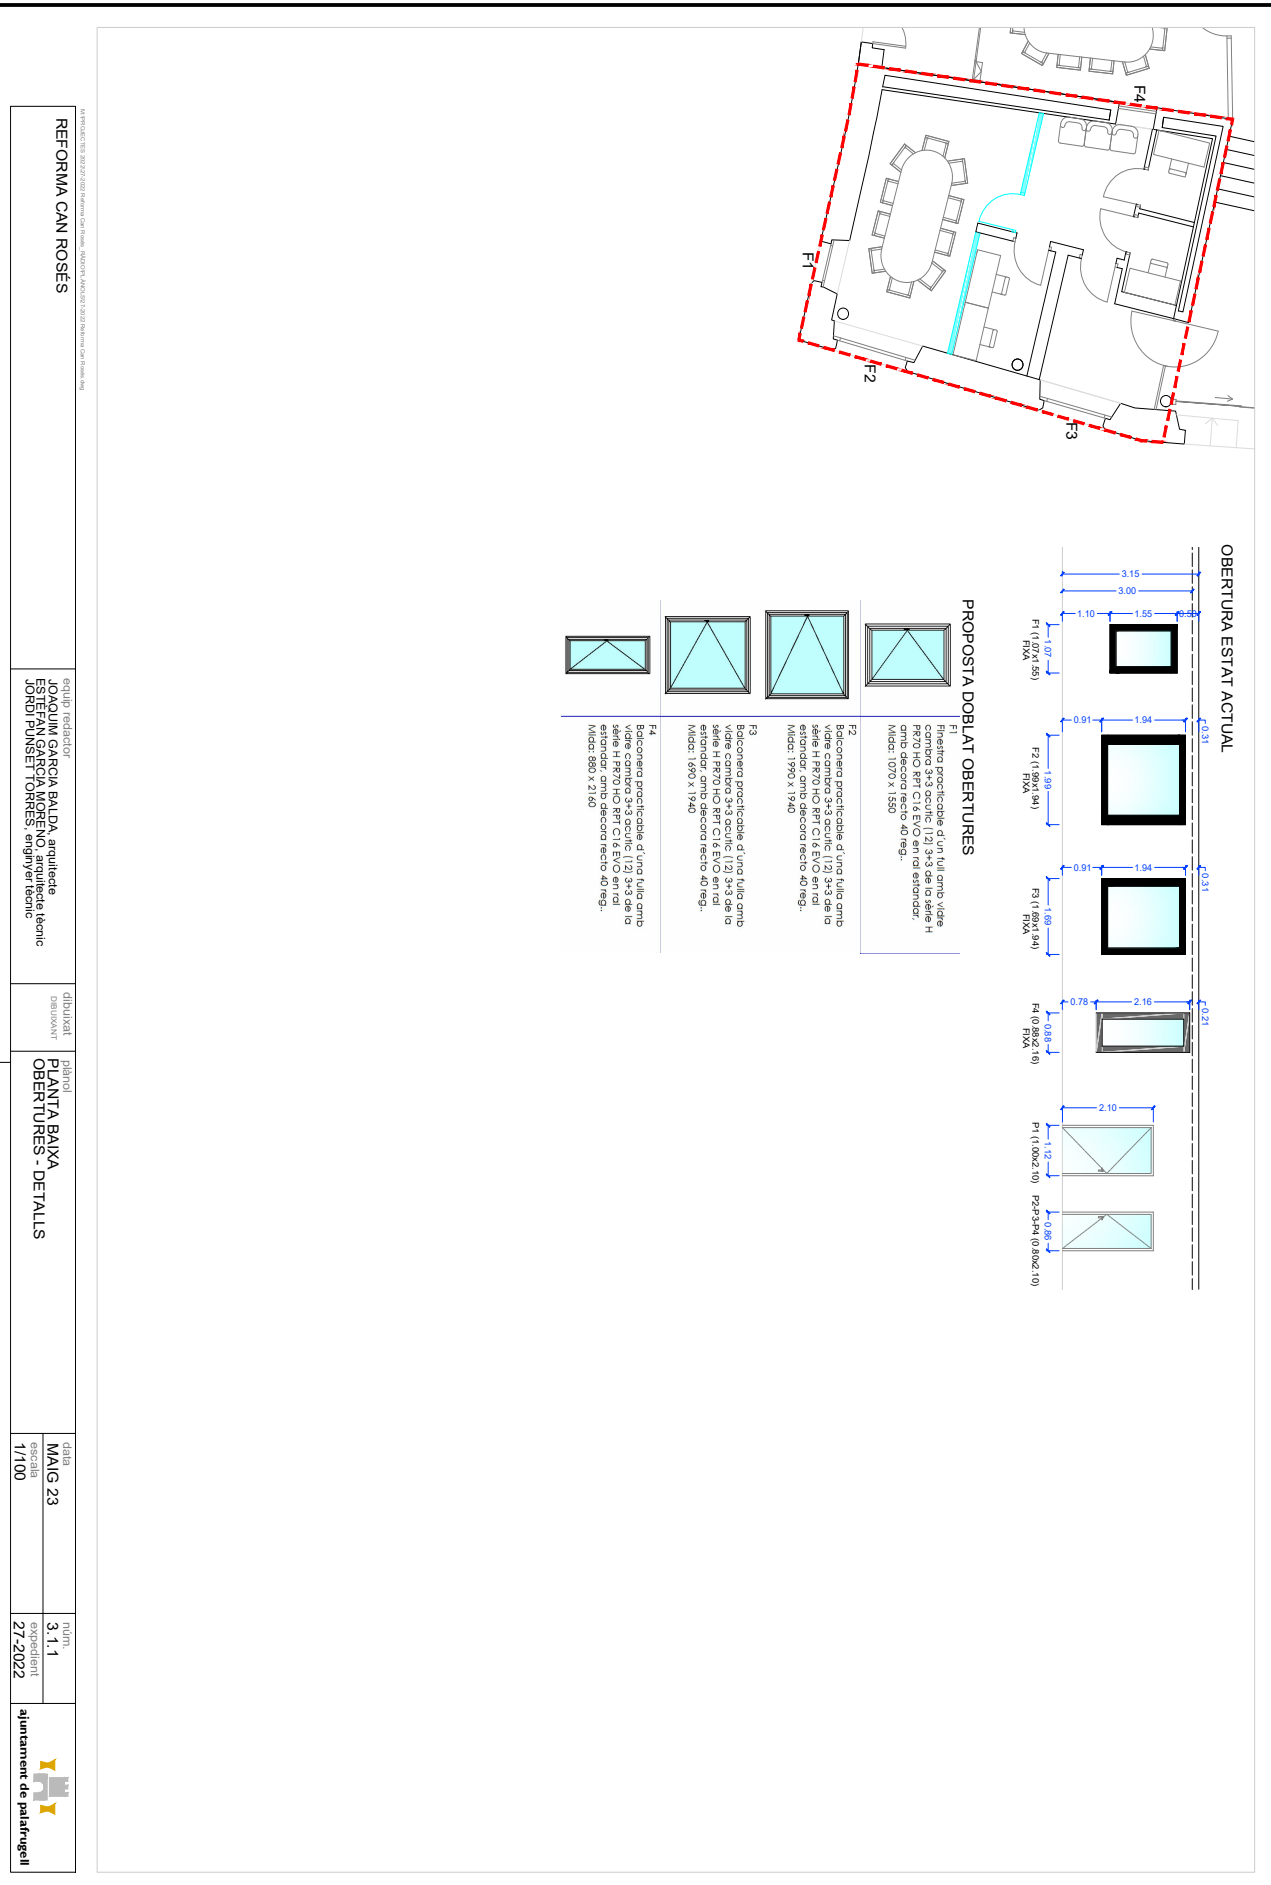 F4
F1
F2
F3
OBERTURA ESTAT ACTUAL
3.15
3.00
1.10
1.55
1.07
F1 (1.07x1.55)
FIXA
0.31
0.91
1.94
1.99
F2 (1.99x1.94)
FIXA
0.31
0.91
1.94
1.69
F3 (1.69x1.94)
FIXA
0.21
0.78
2.16
0.88
F4 (0.88x2.16)
FIXA
2.10
1.12
P1 (1.00x2.10)
0.86
P2-P3-P4 (0.80x2.10)
PROPOSTA DOBLAT OBERTURES
F1
Finestra practicable d´un full amb vidre
cambra 3+3 acutic (12) 3+3 de la sèrie H
PR70 HO RPT C16 EVO en ral estandar,
amb decora recto 40 reg..
Mida: 1070 x 1550
F2
Balconera practicable d´una fulla amb
vidre cambra 3+3 acutic (12) 3+3 de la
sèrie H PR70 HO RPT C16 EVO en ral
estandar, amb decora recto 40 reg..
Mida: 1990 x 1940
F3
Balconera practicable d´una fulla amb
vidre cambra 3+3 acutic (12) 3+3 de la
sèrie H PR70 HO RPT C16 EVO en ral
estandar, amb decora recto 40 reg..
Mida: 1690 x 1940
F4
Balconera practicable d´una fulla amb
vidre cambra 3+3 acutic (12) 3+3 de la
sèrie H PR70 HO RPT C16 EVO en ral
estandar, amb decora recto 40 reg..
Mida: 880 x 2160
REFORMA CAN ROSÉS
equip redactor
JOAQUIM GARCIA BALDA, arquitecte
ESTEFAN GARCIA MORENO, arquitecte tècnic
JORDI PUNSETI TORRES, enginyer tècnic
dibuixat
DIBUIXANT
plànol
PLANTA BAIXA
OBERTURES - DETALLS
data
MAIG 23
escala
1/100
núm.
3.1.1
expedient
27-2022
ajuntament de palafrugell